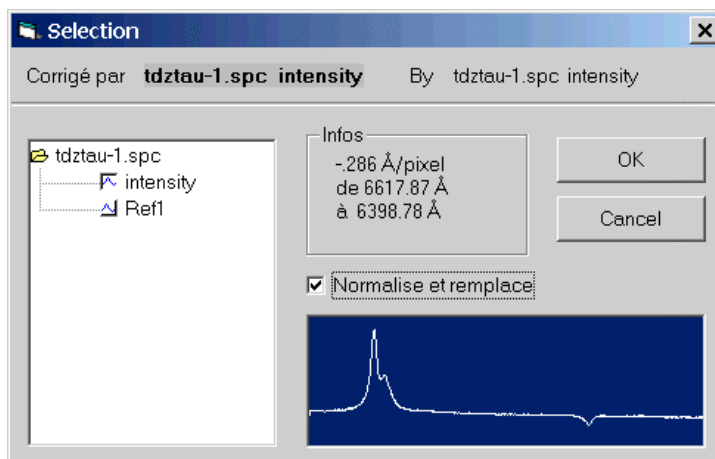 Selection
Corrigé par tdztau-1.spc intensity By tdztau-1.spc intensity
tdztau-1.spc
intensity
Ref1
Infos
-.286 Å/pixel
de 6617.87 Å
à 6398.78 Å
OK
Cancel
Normalise et remplace